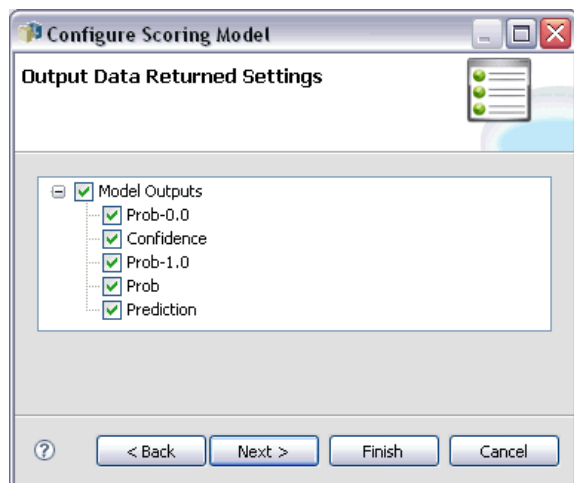 Configure Scoring Model
Output Data Returned Settings
Model Outputs
Prob-0.0
Confidence
Prob-1.0
Prob
Prediction
?
< Back
Next >
Finish
Cancel